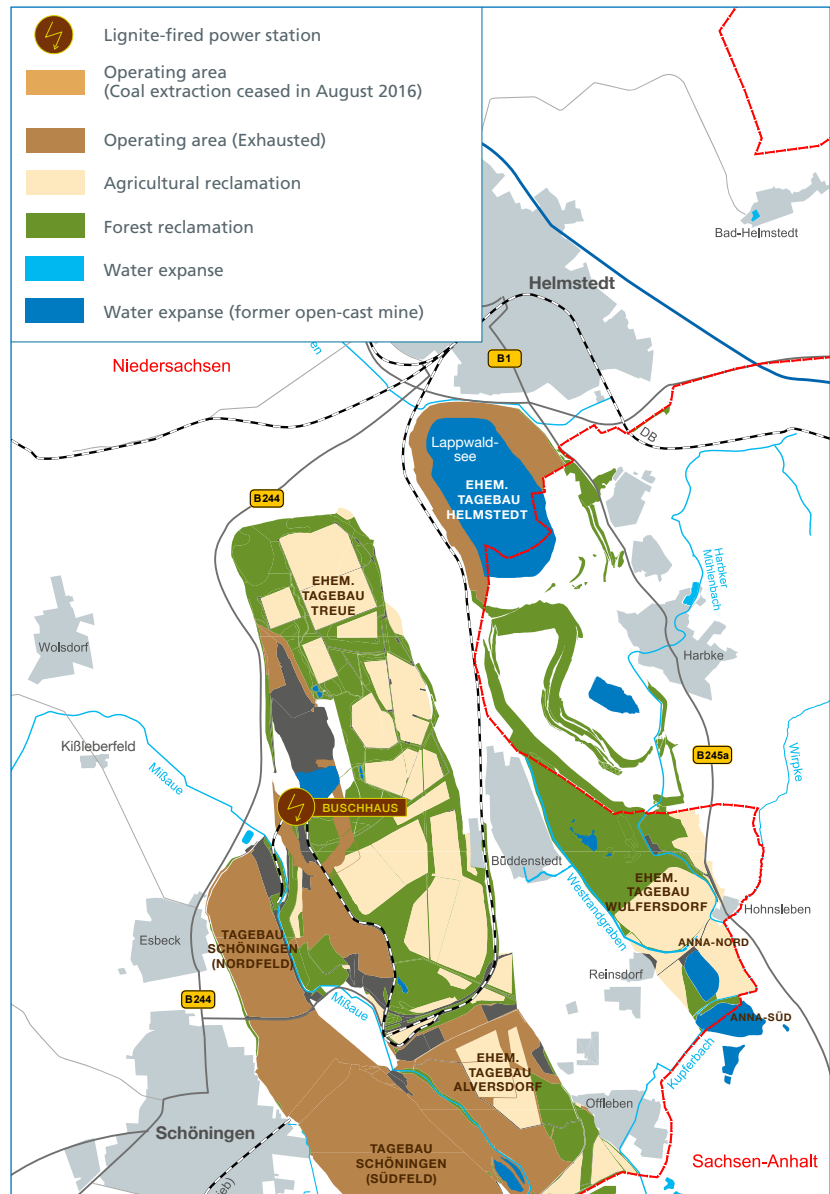 Lignite-fired power station
Operating area
(Coal extraction ceased in August 2016)
Operating area (Exhausted)
Agricultural reclamation
Forest reclamation
Water expanse
Water expanse (former open-cast mine)
Bad-Helmstedt
Helmstedt
Niedersachsen
B1
DB
Lappwald-
see
EHEM.
TAGEBAU
HELMSTEDT
B244
EHEM.
TAGEBAU
TREUE
Harbker
Mühlenbach
Wolsdorf
Harbke
Kißleberfeld
Mißaue
B245a
Wirpke
BUSCHHAUS
Büddenstedt
EHEM.
TAGEBAU
WULFERSDORF
Westrandgraben
Hohnsleben
Esbeck
TAGEBAU
SCHÖNINGEN
(NORDFELD)
ANNA-NORD
Reinsdorf
B244
Mißaue
ANNA-SÜD
Kupferbach
EHEM.
TAGEBAU
ALVERSDORF
Offleben
Schöningen
TAGEBAU
SCHÖNINGEN
(SÜDFELD)
Sachsen-Anhalt